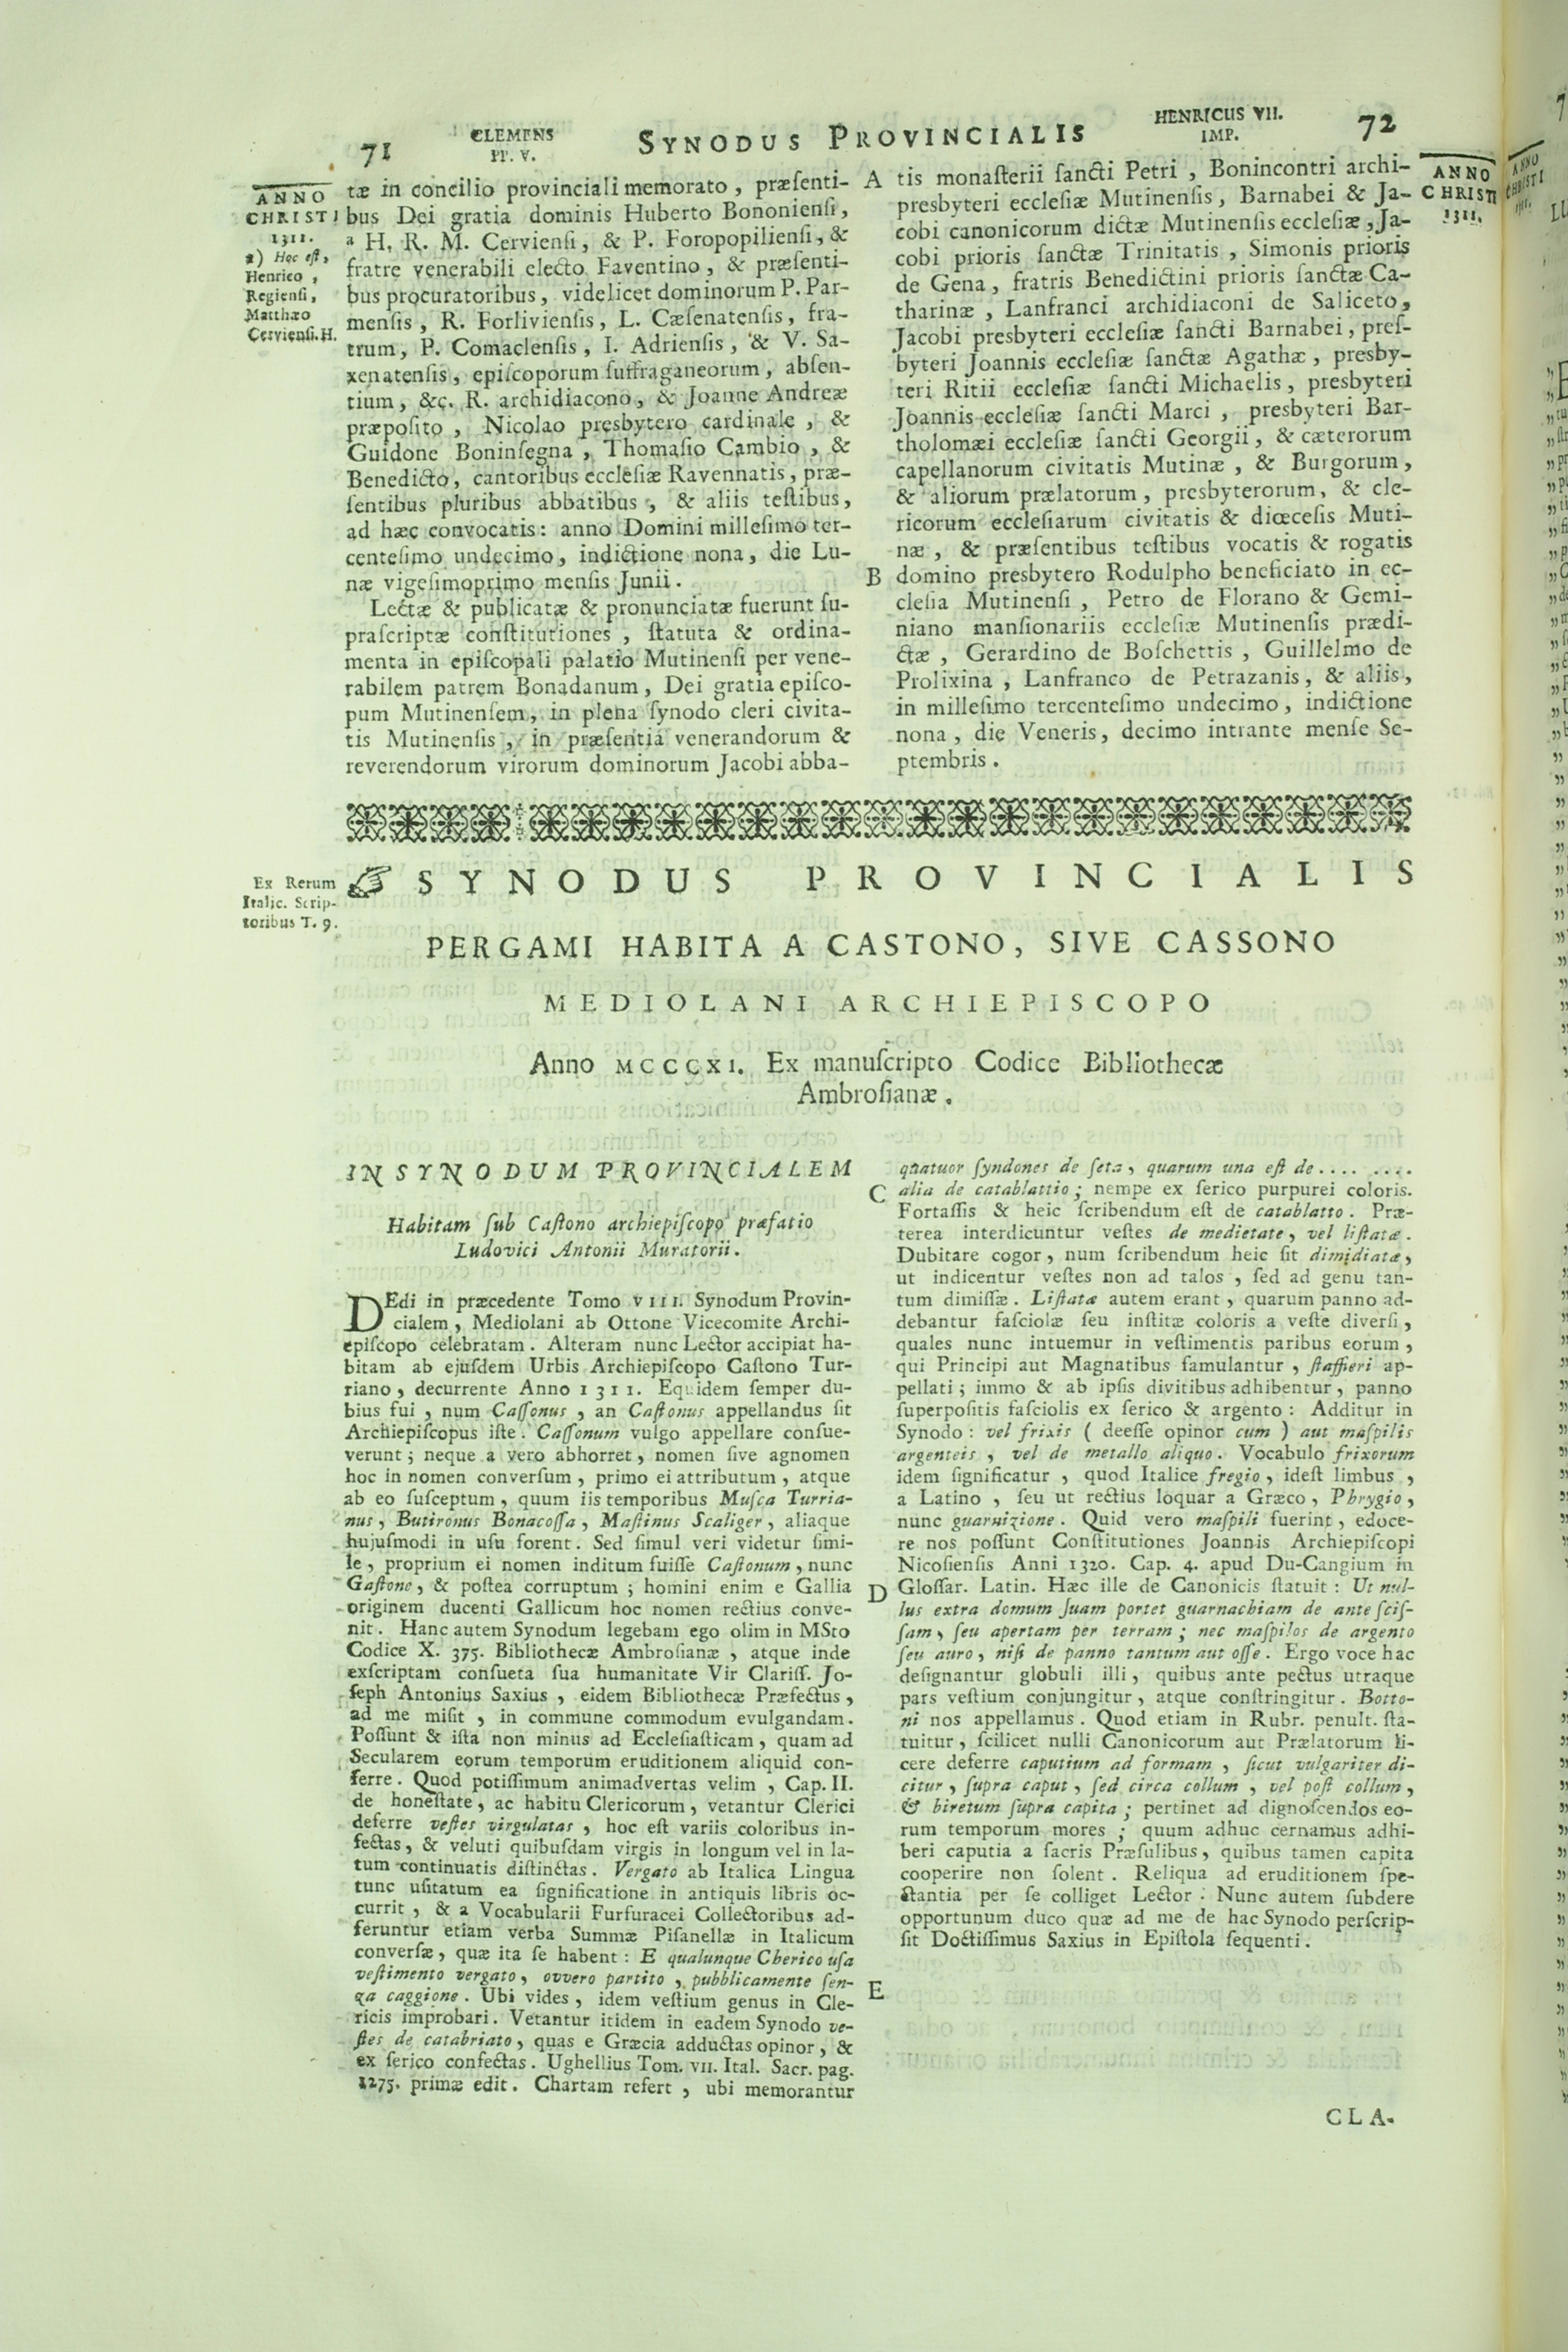 71
CLEMENS
PP. V.
SYNODUS PROVINCIALIS
HENRICUS VII.
IMP.
72
ANNO
CHRISTI
1311.
a) Hoc eſt,
Henrico,
Regienſi,
Matthæo
Cervienſi. H.
tæ in concilio provinciali memorato, præſenti-
bus Dei gratia dominis Huberto Bononienſi,
a H. R. M. Cervienſi, & P. Foropopilienſi, &
fratre venerabili electo Faventino, & præſenti-
bus procuratoribus, videlicet dominorum P. Par-
menſis, R. Forlivienſis, L. Cæſenatenſis, fra-
trum, P. Comaclenſis, I. Adrienſis, & V. Sa-
xenatenſis, epiſcoporum ſuffraganeorum, abſen-
tium, &c. R. archidiacono, & Joanne Andreæ
præpoſito, Nicolao presbytero cardinale, &
Guidone Boninſegna, Thomaſio Cambio, &
Benedicto, cantoribus eccleſiæ Ravennatis, præ-
ſentibus pluribus abbatibus, & aliis teſtibus,
ad hæc convocatis: anno Domini milleſimo ter-
centeſimo undecimo, indictione nona, die Lu-
næ vigeſimoprimo menſis Junii.
Lectæ & publicatæ & pronunciatæ fuerunt ſu-
praſcriptæ conſtitutiones, ſtatuta & ordina-
menta in epiſcopali palatio Mutinenſi per vene-
rabilem patrem Bonadanum, Dei gratia epiſco-
pum Mutinenſem, in plena ſynodo cleri civita-
tis Mutinenſis, in præſentia venerandorum &
reverendorum virorum dominorum Jacobi abba-
A
tis monaſterii ſancti Petri, Bonincontri archi-
presbyteri eccleſiæ Mutinenſis, Barnabei & Ja-
cobi canonicorum dictæ Mutinenſis eccleſiæ, Ja-
cobi prioris ſanctæ Trinitatis, Simonis prioris
de Gena, fratris Benedictini prioris ſanctæ Ca-
tharinæ, Lanfranci archidiaconi de Saliceto,
Jacobi presbyteri eccleſiæ ſancti Barnabei, preſ-
byteri Joannis eccleſiæ ſanctæ Agathæ, presby-
teri Ritii eccleſiæ ſancti Michaelis, presbyteri
Joannis eccleſiæ ſancti Marci, presbyteri Bar-
tholomæi eccleſiæ ſancti Georgii, & cæterorum
capellanorum civitatis Mutinæ, & Burgorum,
& aliorum prælatorum, presbyterorum, & cle-
ricorum eccleſiarum civitatis & diœceſis Muti-
næ, & præſentibus teſtibus vocatis & rogatis
B
domino presbytero Rodulpho beneficiato in ec-
cleſia Mutinenſi, Petro de Florano & Gemi-
niano manſionariis eccleſiæ Mutinenſis prædi-
ctæ, Gerardino de Boſchettis, Guillelmo de
Prolixina, Lanfranco de Petrazanis, & aliis,
in milleſimo tercenteſimo undecimo, indictione
nona, die Veneris, decimo intrante menſe Se-
ptembris.
ANNO
CHRISTI
1311.
Ex Rerum
Italic. Scrip-
toribus T. 9.
SYNODUS PROVINCIALIS
PERGAMI HABITA A CASTONO, SIVE CASSONO
MEDIOLANI ARCHIEPISCOPO
Anno MCCCXI. Ex manuſcripto Codice Bibliothecæ
Ambroſianæ.
IN SYNODUM PROVINCIALEM
Habitam ſub Caſtono archiepiſcopo præfatio
Ludovici Antonii Muratorii.
DEdi in præcedente Tomo VIII. Synodum Provin-
cialem, Mediolani ab Ottone Vicecomite Archi-
epiſcopo celebratam. Alteram nunc Lector accipiat ha-
bitam ab ejuſdem Urbis Archiepiſcopo Caſtono Tur-
riano, decurrente Anno 1311. Equidem ſemper du-
bius fui, num Caſſonus, an Caſtonus appellandus ſit
Archiepiſcopus iſte. Caſſonum vulgo appellare conſue-
verunt; neque a vero abhorret, nomen ſive agnomen
hoc in nomen converſum, primo ei attributum, atque
ab eo ſuſceptum, quum iis temporibus Muſca Turria-
nus, Butironus Bonacoſſa, Maſtinus Scaliger, aliaque
hujuſmodi in uſu forent. Sed ſimul veri videtur ſimi-
le, proprium ei nomen inditum fuiſſe Caſtonum, nunc
Gaſtone, & poſtea corruptum; homini enim e Gallia
originem ducenti Gallicum hoc nomen rectius conve-
nit. Hanc autem Synodum legebam ego olim in MSto
Codice X. 375. Bibliothecæ Ambroſianæ, atque inde
exſcriptam conſueta ſua humanitate Vir Clariſſ. Jo-
ſeph Antonius Saxius, eidem Bibliothecæ Præfectus,
ad me miſit, in commune commodum evulgandam.
Poſſunt & iſta non minus ad Eccleſiaſticam, quam ad
Secularem eorum temporum eruditionem aliquid con-
ferre. Quod potiſſimum animadvertas velim, Cap. II.
de honeſtate, ac habitu Clericorum, vetantur Clerici
deferre veſtes virgulatas, hoc eſt variis coloribus in-
fectas, & veluti quibuſdam virgis in longum vel in la-
tum continuatis diſtinctas. Vergato ab Italica Lingua
tunc uſitatum ea ſignificatione in antiquis libris oc-
currit, & a Vocabularii Furfuracei Collectoribus ad-
feruntur etiam verba Summæ Piſanellæ in Italicum
converſæ, quæ ita ſe habent: E qualunque Cherico uſa
veſtimento vergato, ovvero partito, pubblicamente ſen-
za caggione. Ubi vides, idem veſtium genus in Cle-
ricis improbari. Vetantur itidem in eadem Synodo ve-
ſtes de catabriato, quas e Græcia adductas opinor, &
ex ſerico confectas. Ughellius Tom. VII. Ital. Sacr. pag.
1275. primæ edit. Chartam refert, ubi memorantur
quatuor ſyndones de ſeta, quarum una eſt de.... ....
C
alia de catablattio; nempe ex ſerico purpurei coloris.
Fortaſſis & heic ſcribendum eſt de catablatto. Præ-
terea interdicuntur veſtes de medietate, vel liſtatæ.
Dubitare cogor, num ſcribendum heic ſit dimidiatæ,
ut indicentur veſtes non ad talos, ſed ad genu tan-
tum dimiſſæ. Liſtatæ autem erant, quarum panno ad-
debantur faſciolæ ſeu inſtitæ coloris a veſte diverſi,
quales nunc intuemur in veſtimentis paribus eorum,
qui Principi aut Magnatibus famulantur, ſtaffieri ap-
pellati; immo & ab ipſis divitibus adhibentur, panno
ſuperpoſitis faſciolis ex ſerico & argento: Additur in
Synodo: vel frixis ( deeſſe opinor cum ) aut maſpilis
argenteis, vel de metallo aliquo. Vocabulo frixorum
idem ſignificatur, quod Italice fregio, ideſt limbus,
a Latino, ſeu ut rectius loquar a Græco, Phrygio,
nunc guarnizione. Quid vero maſpili fuerint, edoce-
re nos poſſunt Conſtitutiones Joannis Archiepiſcopi
Nicoſienſis Anni 1320. Cap. 4. apud Du-Cangium in
D
Gloſſar. Latin. Hæc ille de Canonicis ſtatuit: Ut nul-
lus extra domum ſuam portet guarnachiam de ante ſciſ-
ſam, ſeu apertam per terram; nec maſpilos de argento
ſeu auro, niſi de panno tantum aut oſſe. Ergo voce hac
deſignantur globuli illi, quibus ante pectus utraque
pars veſtium conjungitur, atque conſtringitur. Botto-
ni nos appellamus. Quod etiam in Rubr. penult. ſta-
tuitur, ſcilicet nulli Canonicorum aut Prælatorum li-
cere deferre caputium ad formam, ſicut vulgariter di-
citur, ſupra caput, ſed circa collum, vel poſt collum,
& biretum ſupra capita; pertinet ad dignoſcendos eo-
rum temporum mores; quum adhuc cernamus adhi-
beri caputia a ſacris Præſulibus, quibus tamen capita
cooperire non ſolent. Reliqua ad eruditionem ſpe-
ctantia per ſe colliget Lector. Nunc autem ſubdere
opportunum duco quæ ad me de hac Synodo perſcrip-
ſit Doctiſſimus Saxius in Epiſtola ſequenti.
E
CLA-